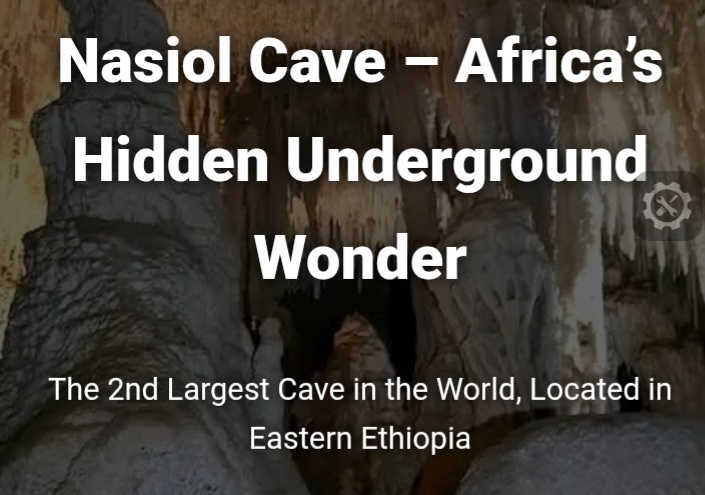 Nasiol Cave – Africa’s
Hidden Underground
Wonder
The 2nd Largest Cave in the World, Located in
Eastern Ethiopia